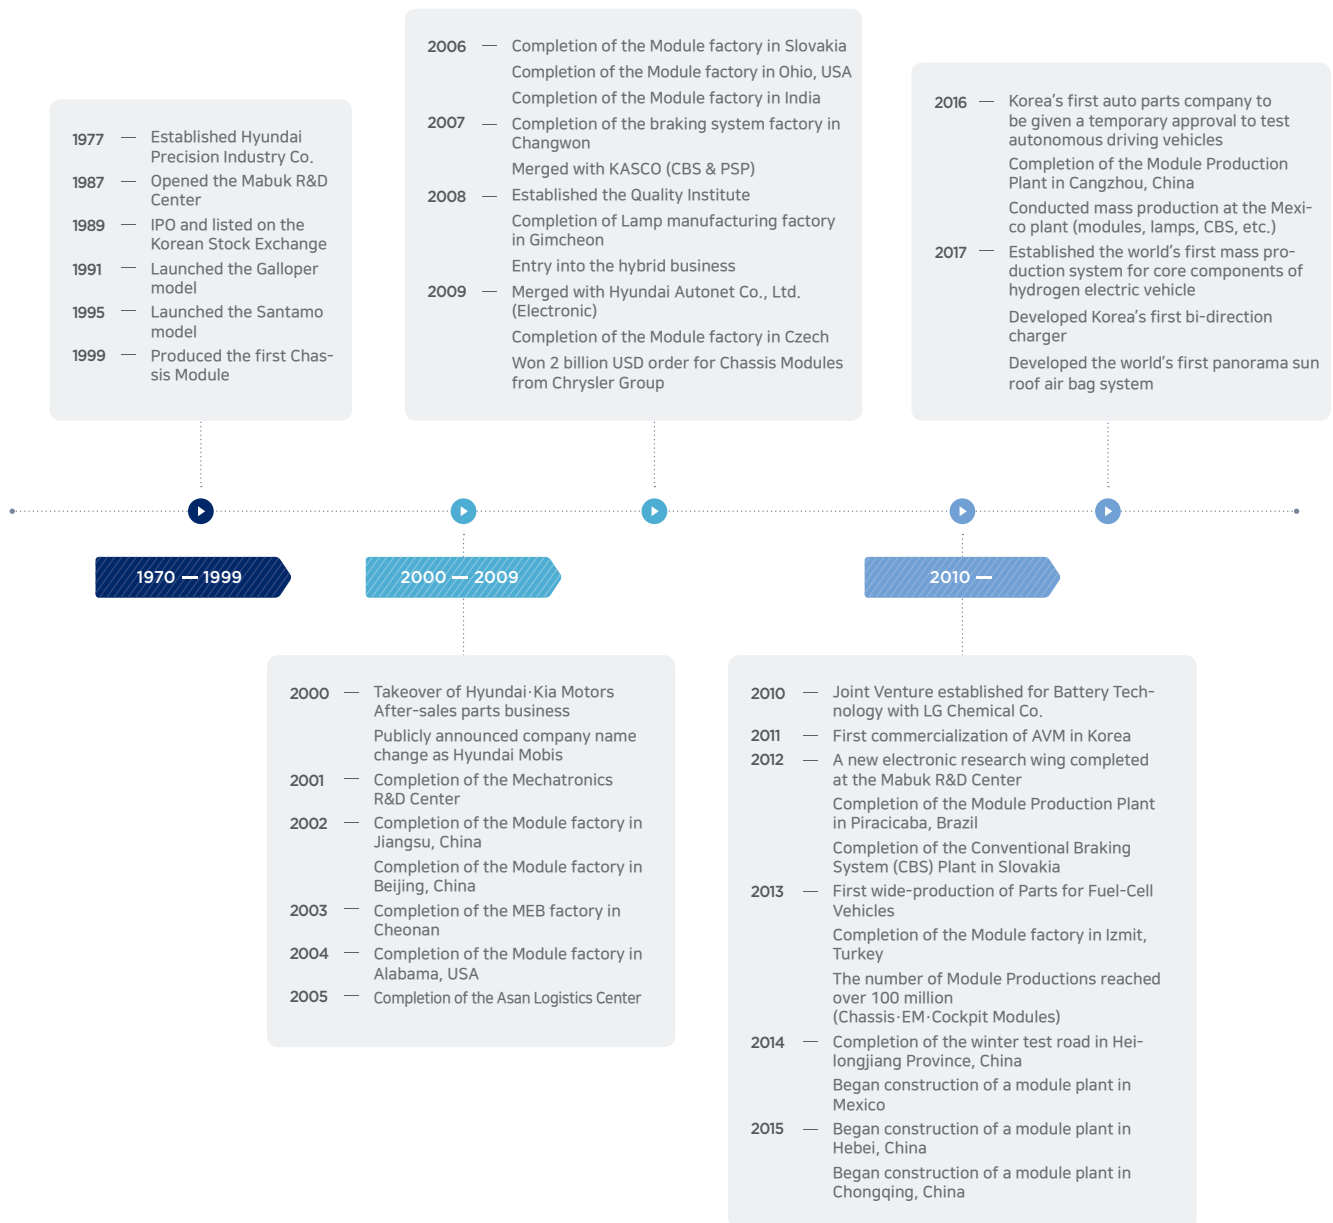 1977 — Established Hyundai
Precision Industry Co.
1987 — Opened the Mabuk R&D
Center
1989 — IPO and listed on the
Korean Stock Exchange
1991 — Launched the Galloper
model
1995 — Launched the Santamo
model
1999 — Produced the first Chas-
sis Module
2006 — Completion of the Module factory in Slovakia
Completion of the Module factory in Ohio, USA
Completion of the Module factory in India
2007 — Completion of the braking system factory in
Changwon
Merged with KASCO (CBS & PSP)
2008 — Established the Quality Institute
Completion of Lamp manufacturing factory
in Gimcheon
Entry into the hybrid business
2009 — Merged with Hyundai Autonet Co., Ltd.
(Electronic)
Completion of the Module factory in Czech
Won 2 billion USD order for Chassis Modules
from Chrysler Group
2016 — Korea's first auto parts company to
be given a temporary approval to test
autonomous driving vehicles
Completion of the Module Production
Plant in Cangzhou, China
Conducted mass production at the Mexi-
co plant (modules, lamps, CBS, etc.)
2017 — Established the world's first mass pro-
duction system for core components of
hydrogen electric vehicle
Developed Korea's first bi-direction
charger
Developed the world's first panorama sun
roof air bag system
1970 — 1999
2000 — 2009
2010 —
2000 — Takeover of Hyundai·Kia Motors
After-sales parts business
Publicly announced company name
change as Hyundai Mobis
2001 — Completion of the Mechatronics
R&D Center
2002 — Completion of the Module factory in
Jiangsu, China
Completion of the Module factory in
Beijing, China
2003 — Completion of the MEB factory in
Cheonan
2004 — Completion of the Module factory in
Alabama, USA
2005 — Completion of the Asan Logistics Center
2010 — Joint Venture established for Battery Tech-
nology with LG Chemical Co.
2011 — First commercialization of AVM in Korea
2012 — A new electronic research wing completed
at the Mabuk R&D Center
Completion of the Module Production Plant
in Piracicaba, Brazil
Completion of the Conventional Braking
System (CBS) Plant in Slovakia
2013 — First wide-production of Parts for Fuel-Cell
Vehicles
Completion of the Module factory in Izmit,
Turkey
The number of Module Productions reached
over 100 million
(Chassis·EM·Cockpit Modules)
2014 — Completion of the winter test road in Hei-
longjiang Province, China
Began construction of a module plant in
Mexico
2015 — Began construction of a module plant in
Hebei, China
Began construction of a module plant in
Chongqing, China